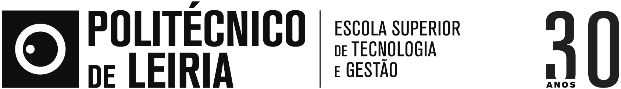 POLITÉCNICO
DE LEIRIA
ESCOLA SUPERIOR
DE TECNOLOGIA
E GESTÃO
30
ANOS